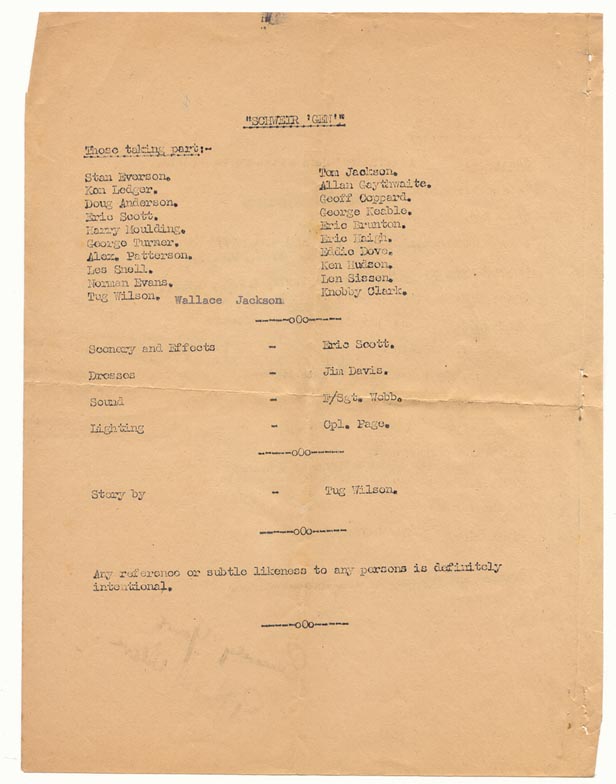 "SCHWEIR 'GEN'"
Those taking part:-
Stan Everson.
Ken Ledger.
Doug Anderson.
Eric Scott.
Harry Moulding.
George Turner.
Alex. Patterson.
Les Snell.
Norman Evans.
Tug Wilson. Wallace Jackson
Tom Jackson.
Allan Gaythwaite.
Geoff Coppard.
George Keable.
Eric Brunton.
Eric Haigh.
Eddie Dove.
Ken Hudson.
Len Sissen.
Knobby Clark.
-----oOo-----
Scenery and Effects - Eric Scott.
Dresses - Jim Davis.
Sound - F/Sgt. Webb.
Lighting - Cpl. Page.
-----oOo-----
Story by - Tug Wilson.
-----oOo-----
Any reference or subtle likeness to any persons is definitely
intentional.
-----oOo-----